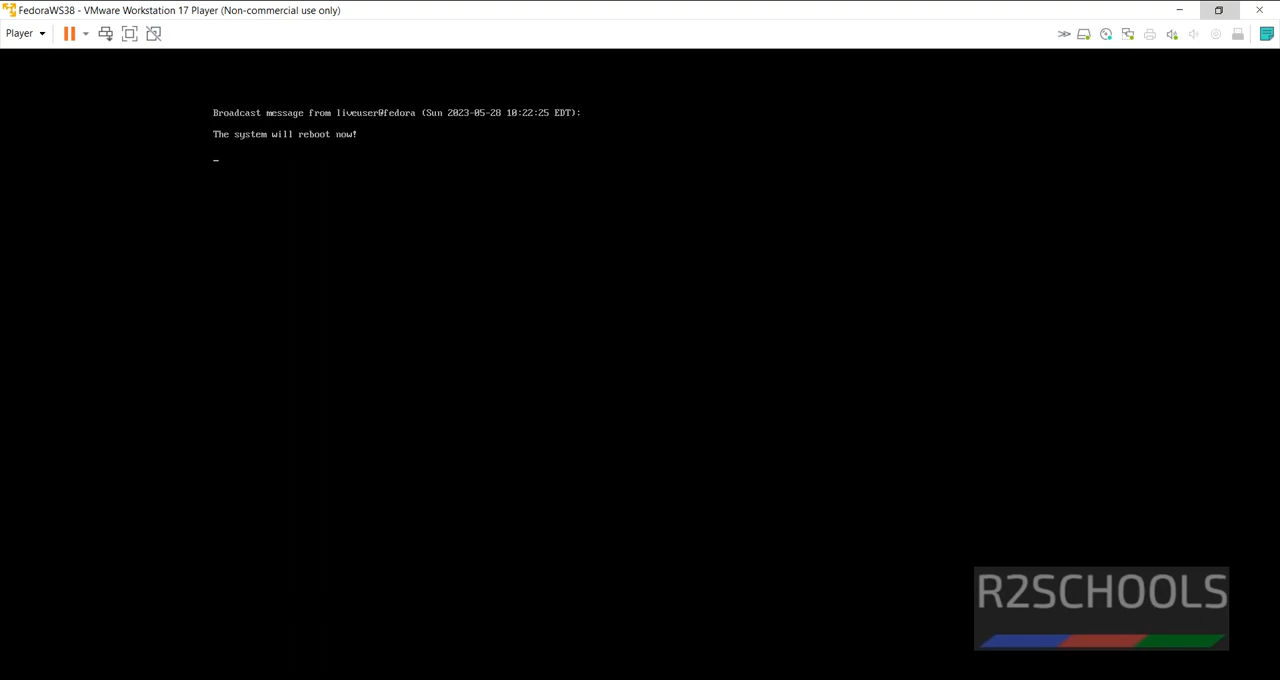 FedoraWS38 - VMware Workstation 17 Player (Non-commercial use only)
Player
Broadcast message from liveuser@fedora (Sun 2023-05-28 10:22:25 EDT):
The system will reboot now!
R2SCHOOLS